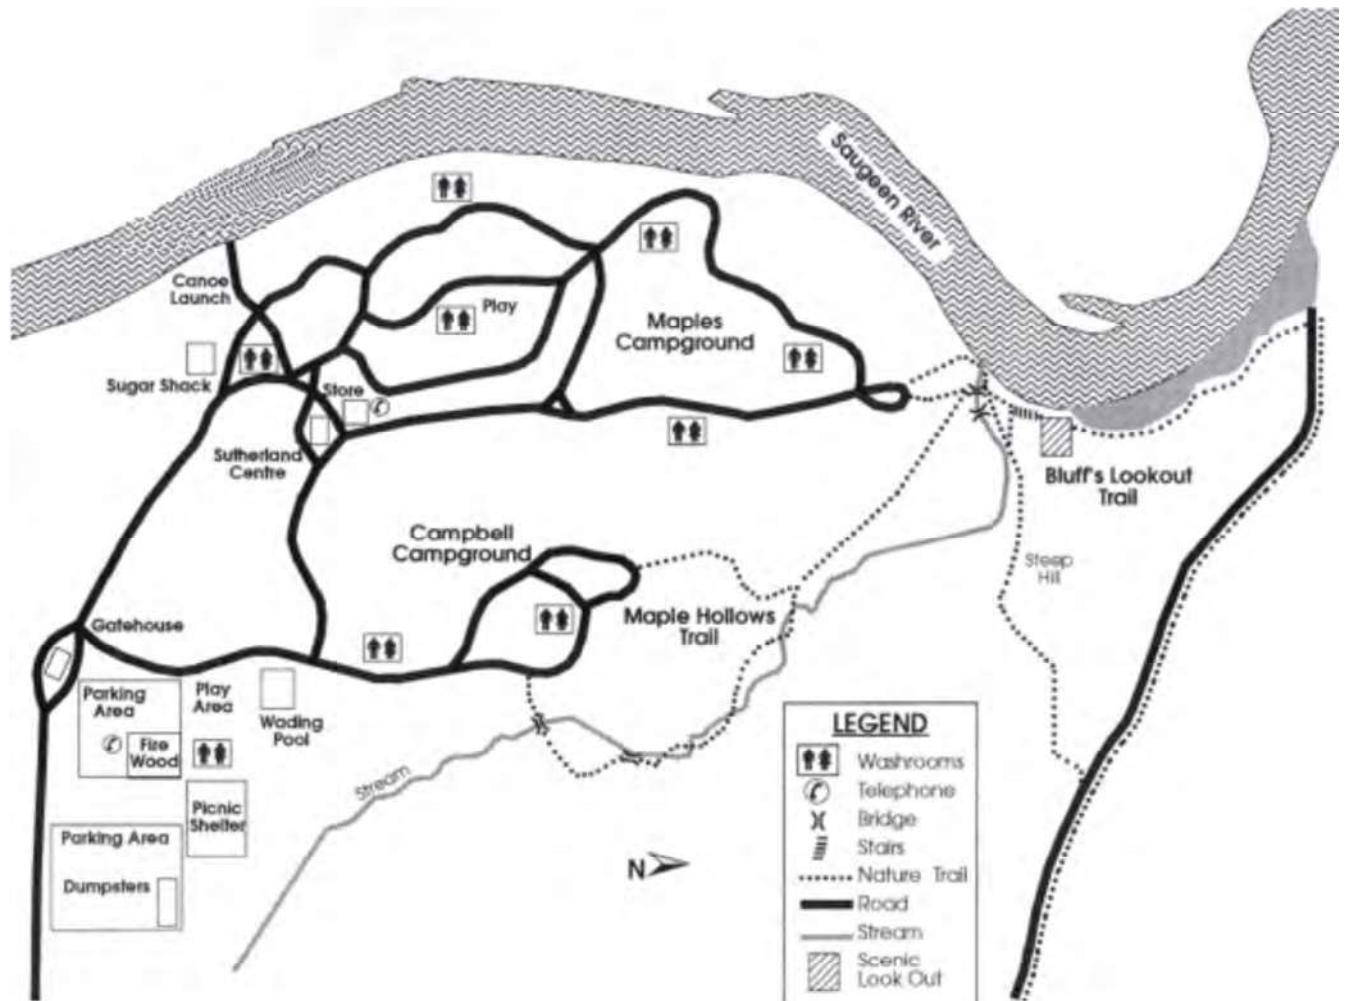 Saugeen River
Canoe
Launch
Play
Maples
Campground
Sugar Shack
Store
Sutherland
Centre
Bluff's Lookout
Trail
Campbell
Campground
Steep
Hill
Gatehouse
Maple Hollows
Trail
Parking
Area
Play
Area
Wading
Pool
Fire
Wood
Stream
Picnic
Shelter
Parking Area
Dumpsters
N
LEGEND
Washrooms
Telephone
Bridge
Stairs
Nature Trail
Road
Stream
Scenic
Look Out